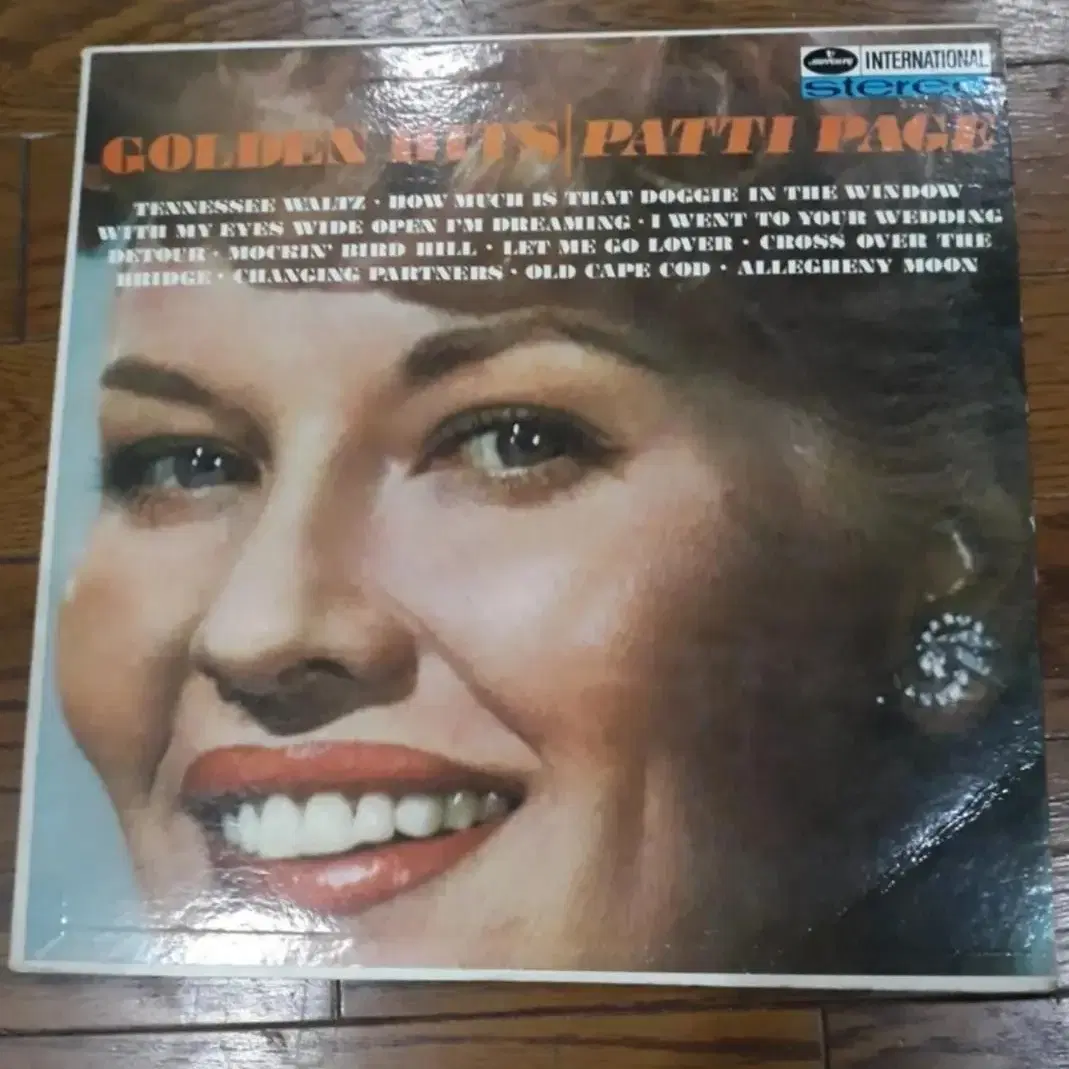 MERCURY INTERNATIONAL
stereo
GOLDEN HITS | PATTI PAGE
TENNESSEE WALTZ · HOW MUCH IS THAT DOGGIE IN THE WINDOW
WITH MY EYES WIDE OPEN I'M DREAMING · I WENT TO YOUR WEDDING
DETOUR · MOCKIN' BIRD HILL · LET ME GO LOVER · CROSS OVER THE
BRIDGE · CHANGING PARTNERS · OLD CAPE COD · ALLEGHENY MOON